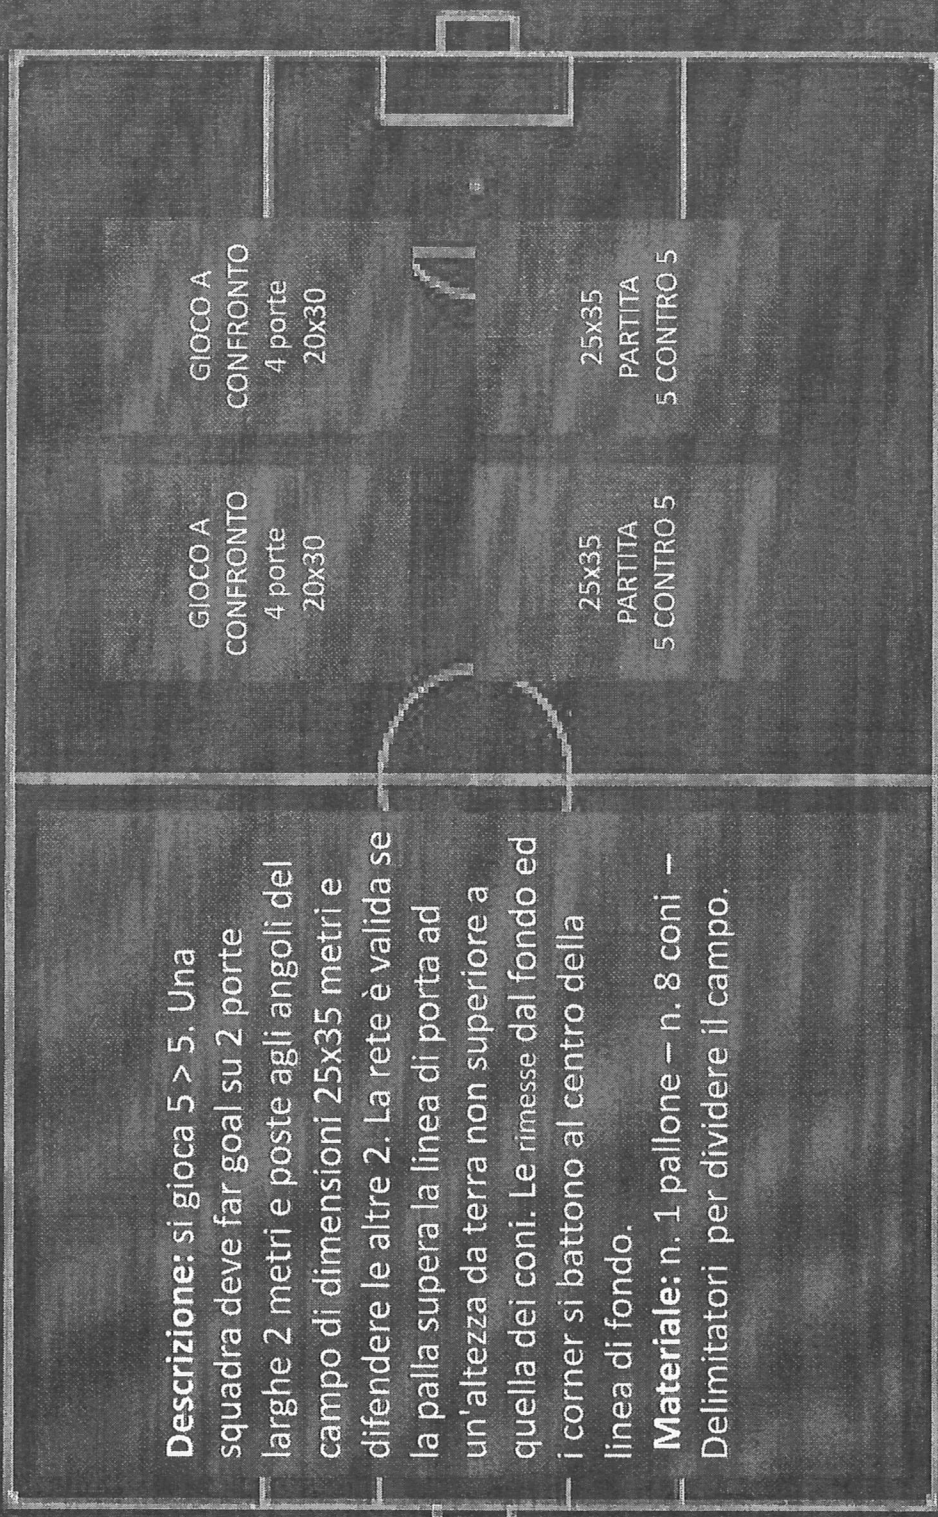 Descrizione: si gioca 5 > 5. Una
squadra deve far goal su 2 porte
larghe 2 metri e poste agli angoli del
campo di dimensioni 25x35 metri e
difendere le altre 2. La rete è valida se
la palla supera la linea di porta ad
un'altezza da terra non superiore a
quella dei coni. Le rimesse dal fondo ed
i corner si battono al centro della
linea di fondo.
Materiale: n. 1 pallone – n. 8 coni –
Delimitatori per dividere il campo.
GIOCO A
CONFRONTO
4 porte
20x30
GIOCO A
CONFRONTO
4 porte
20x30
25x35
PARTITA
5 CONTRO 5
25x35
PARTITA
5 CONTRO 5